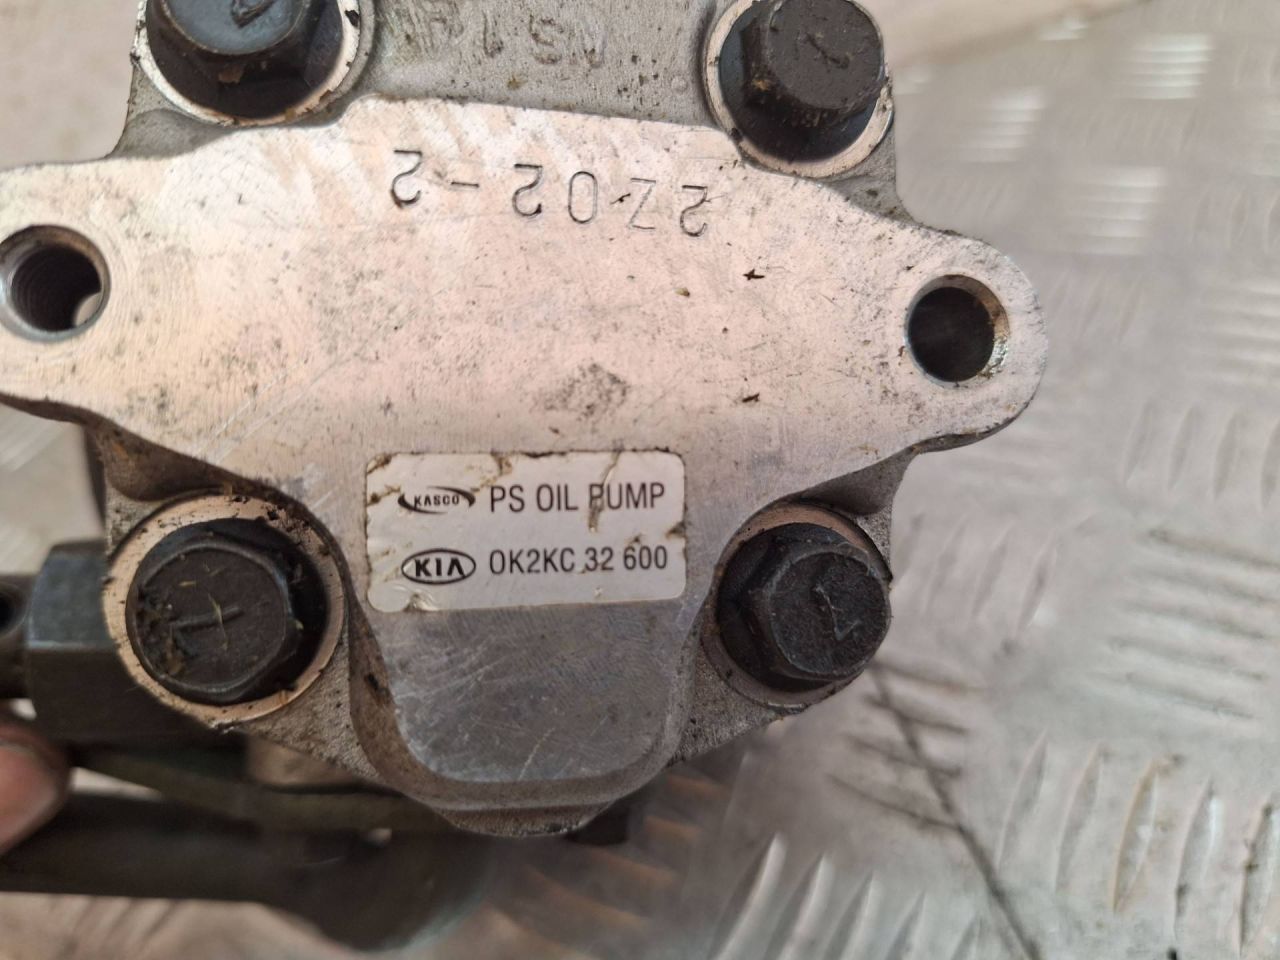 2Z02-2
KASCO PS OIL PUMP
KIA 0K2KC 32 600